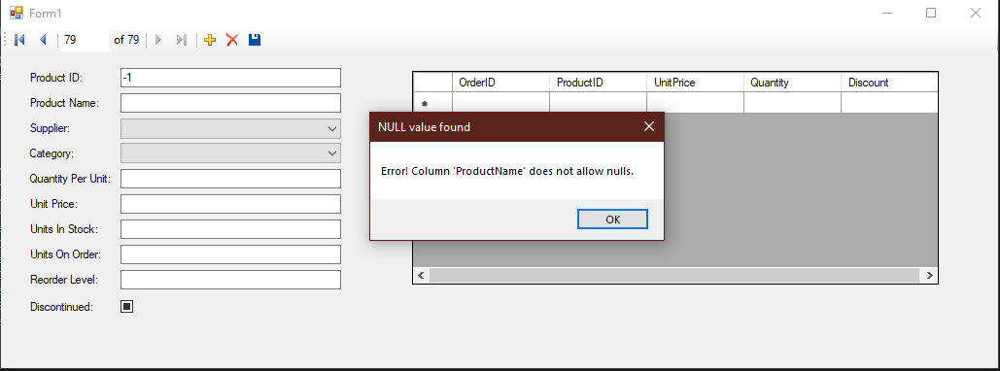 Form1
79 of 79
Product ID: -1
Product Name:
Supplier:
Category:
Quantity Per Unit:
Unit Price:
Units In Stock:
Units On Order:
Reorder Level:
Discontinued:
OrderID ProductID UnitPrice Quantity Discount
NULL value found
Error! Column 'ProductName' does not allow nulls.
OK